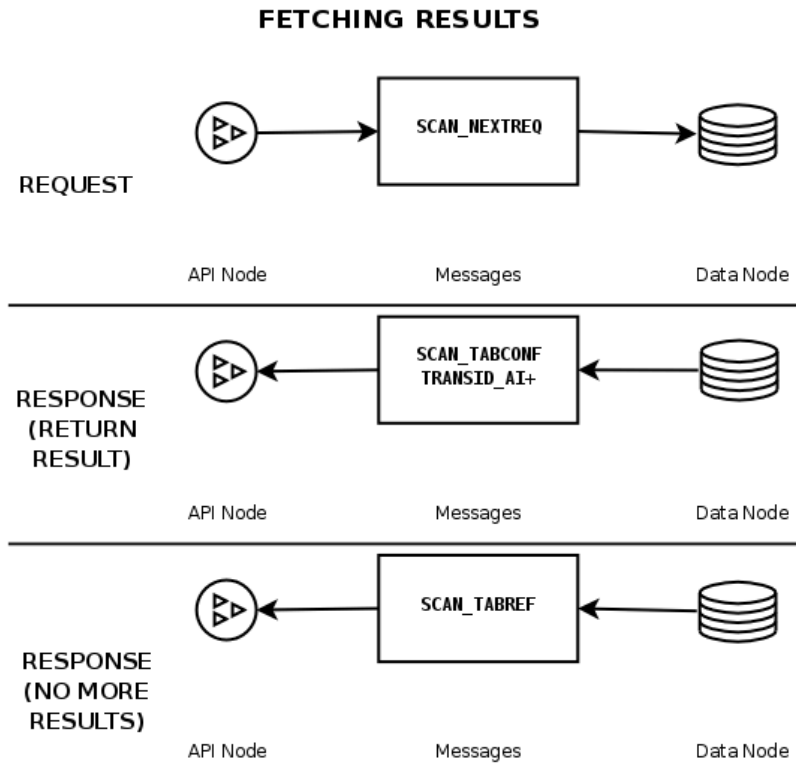 FETCHING RESULTS
SCAN_NEXTREQ
REQUEST
API Node
Messages
Data Node
SCAN_TABCONF
TRANSID_AI+
RESPONSE
(RETURN
RESULT)
API Node
Messages
Data Node
SCAN_TABREF
RESPONSE
(NO MORE
RESULTS)
API Node
Messages
Data Node